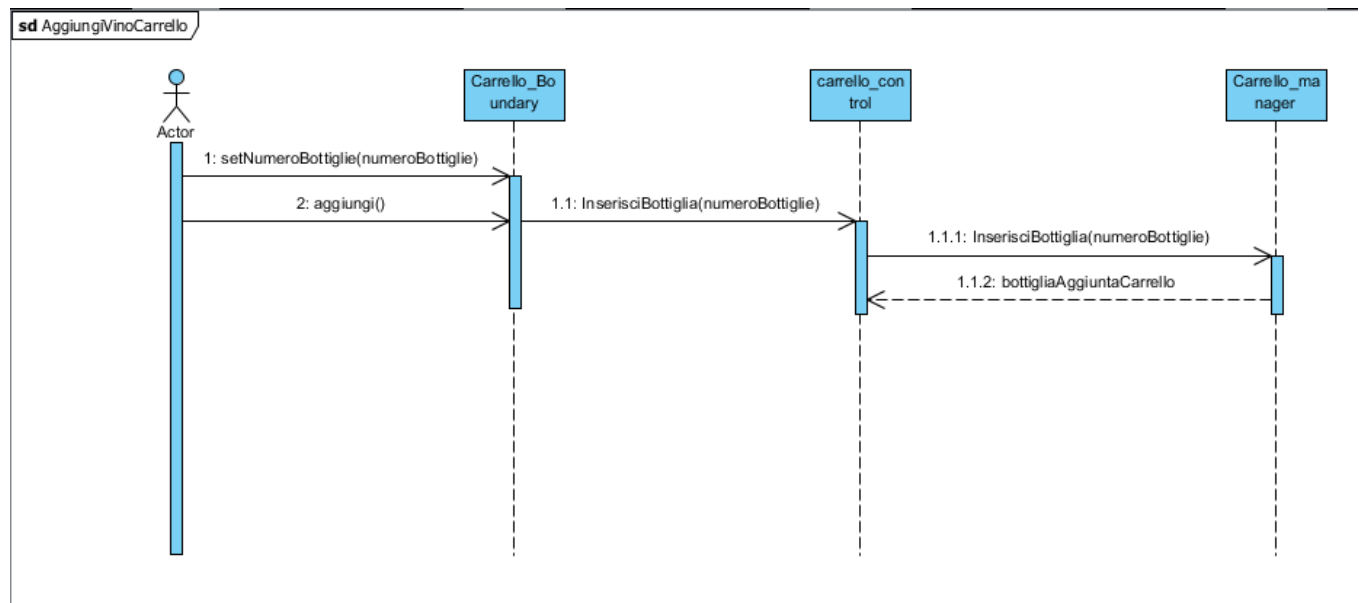 sd AggiungiVinoCarrello
Carrello_Bo
undary
carrello_con
trol
Carrello_ma
nager
Actor
1: setNumeroBottiglie(numeroBottiglie)
2: aggiungi()
1.1: InserisciBottiglia(numeroBottiglie)
1.1.1: InserisciBottiglia(numeroBottiglie)
1.1.2: bottigliaAggiuntaCarrello